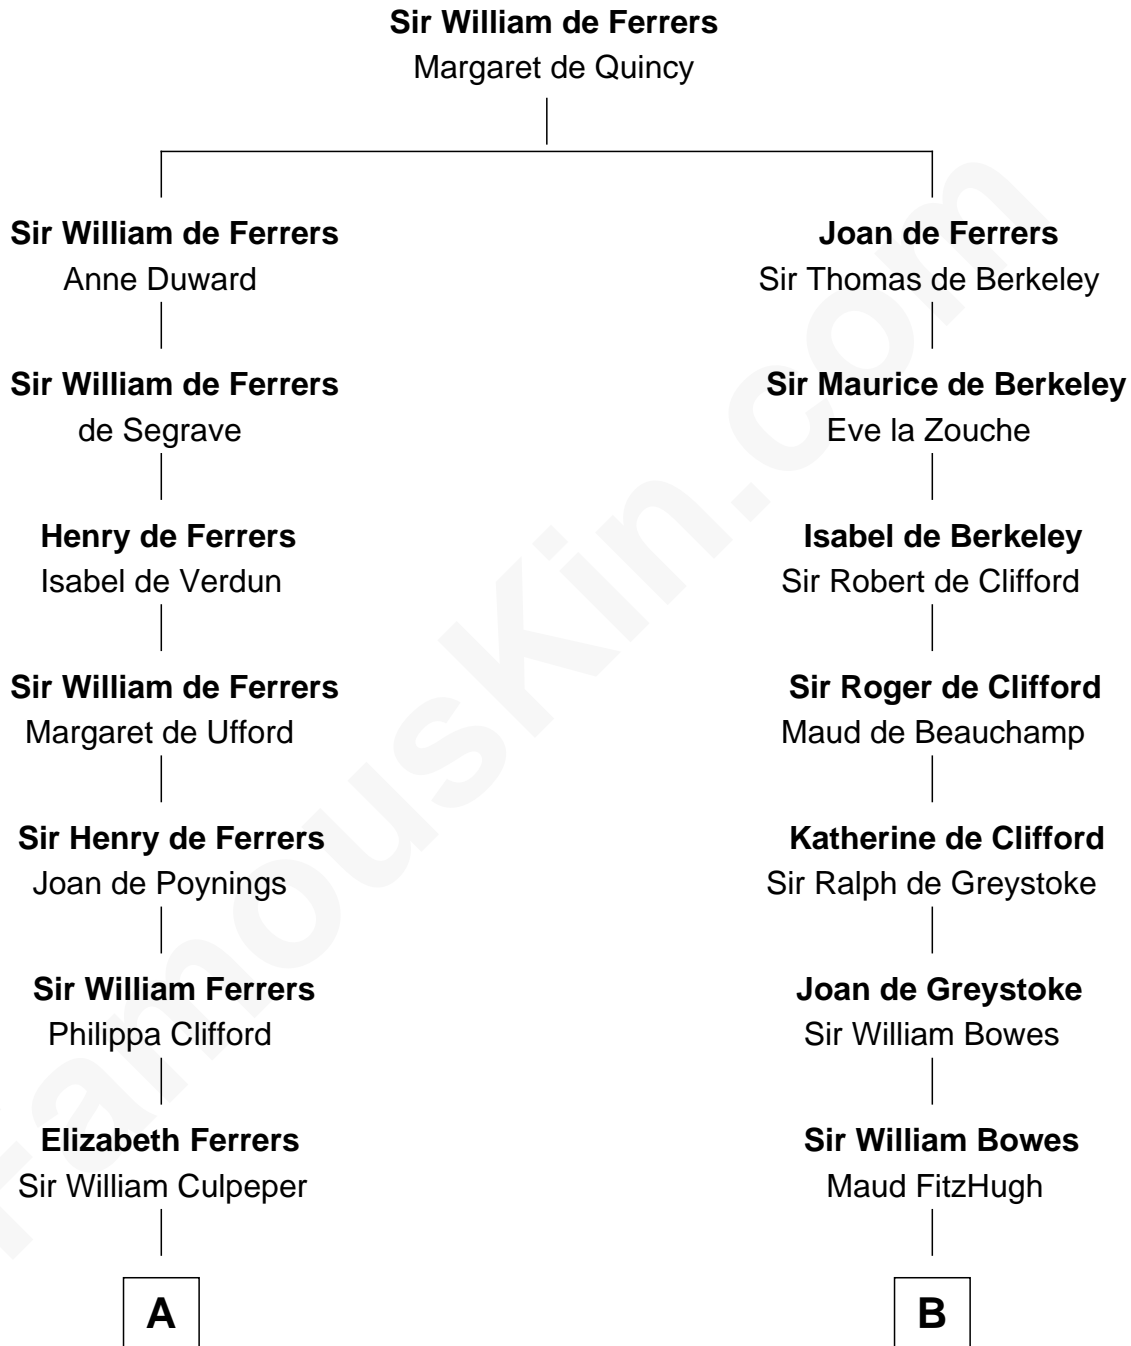 Sir William de Ferrers
Margaret de Quincy
Sir William de Ferrers
Anne Duward
Sir William de Ferrers
de Segrave
Henry de Ferrers
Isabel de Verdun
Sir William de Ferrers
Margaret de Ufford
Sir Henry de Ferrers
Joan de Poynings
Sir William Ferrers
Philippa Clifford
Elizabeth Ferrers
Sir William Culpeper
A
Joan de Ferrers
Sir Thomas de Berkeley
Sir Maurice de Berkeley
Eve la Zouche
Isabel de Berkeley
Sir Robert de Clifford
Sir Roger de Clifford
Maud de Beauchamp
Katherine de Clifford
Sir Ralph de Greystoke
Joan de Greystoke
Sir William Bowes
Sir William Bowes
Maud FitzHugh
B
FamousKin.com